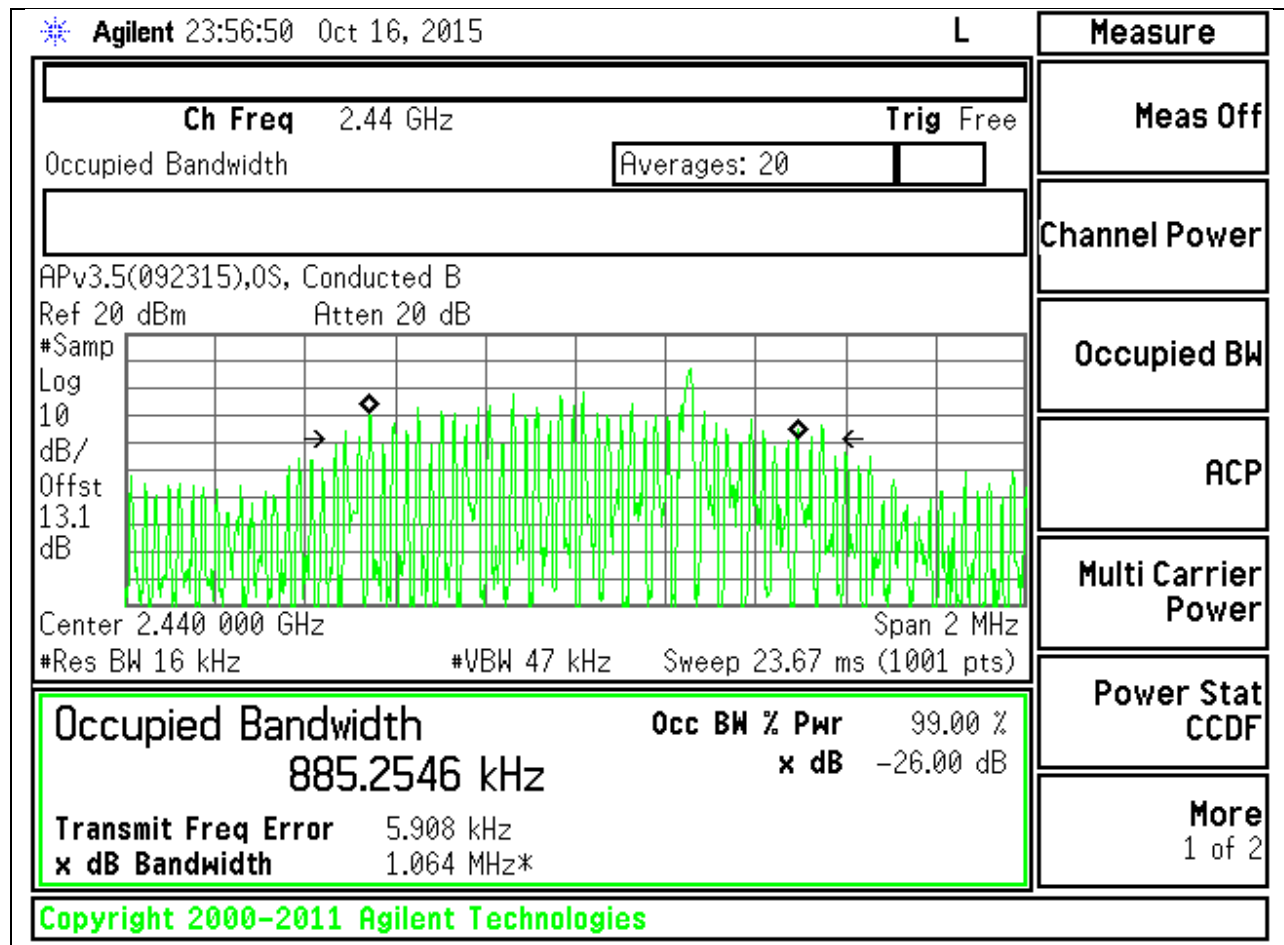 Agilent 23:56:50 Oct 16, 2015 L
Measure
Ch Freq 2.44 GHz Trig Free
Occupied Bandwidth Averages: 20
APv3.5(092315),OS, Conducted B
Ref 20 dBm Atten 20 dB
#Samp
Log
10
dB/
Offst
13.1
dB
Center 2.440 000 GHz Span 2 MHz
#Res BW 16 kHz #VBW 47 kHz Sweep 23.67 ms (1001 pts)
Occupied Bandwidth Occ BW % Pwr 99.00 %
885.2546 kHz x dB -26.00 dB
Transmit Freq Error 5.908 kHz
x dB Bandwidth 1.064 MHz*
Meas Off
Channel Power
Occupied BW
ACP
Multi Carrier
Power
Power Stat
CCDF
More
1 of 2
Copyright 2000-2011 Agilent Technologies